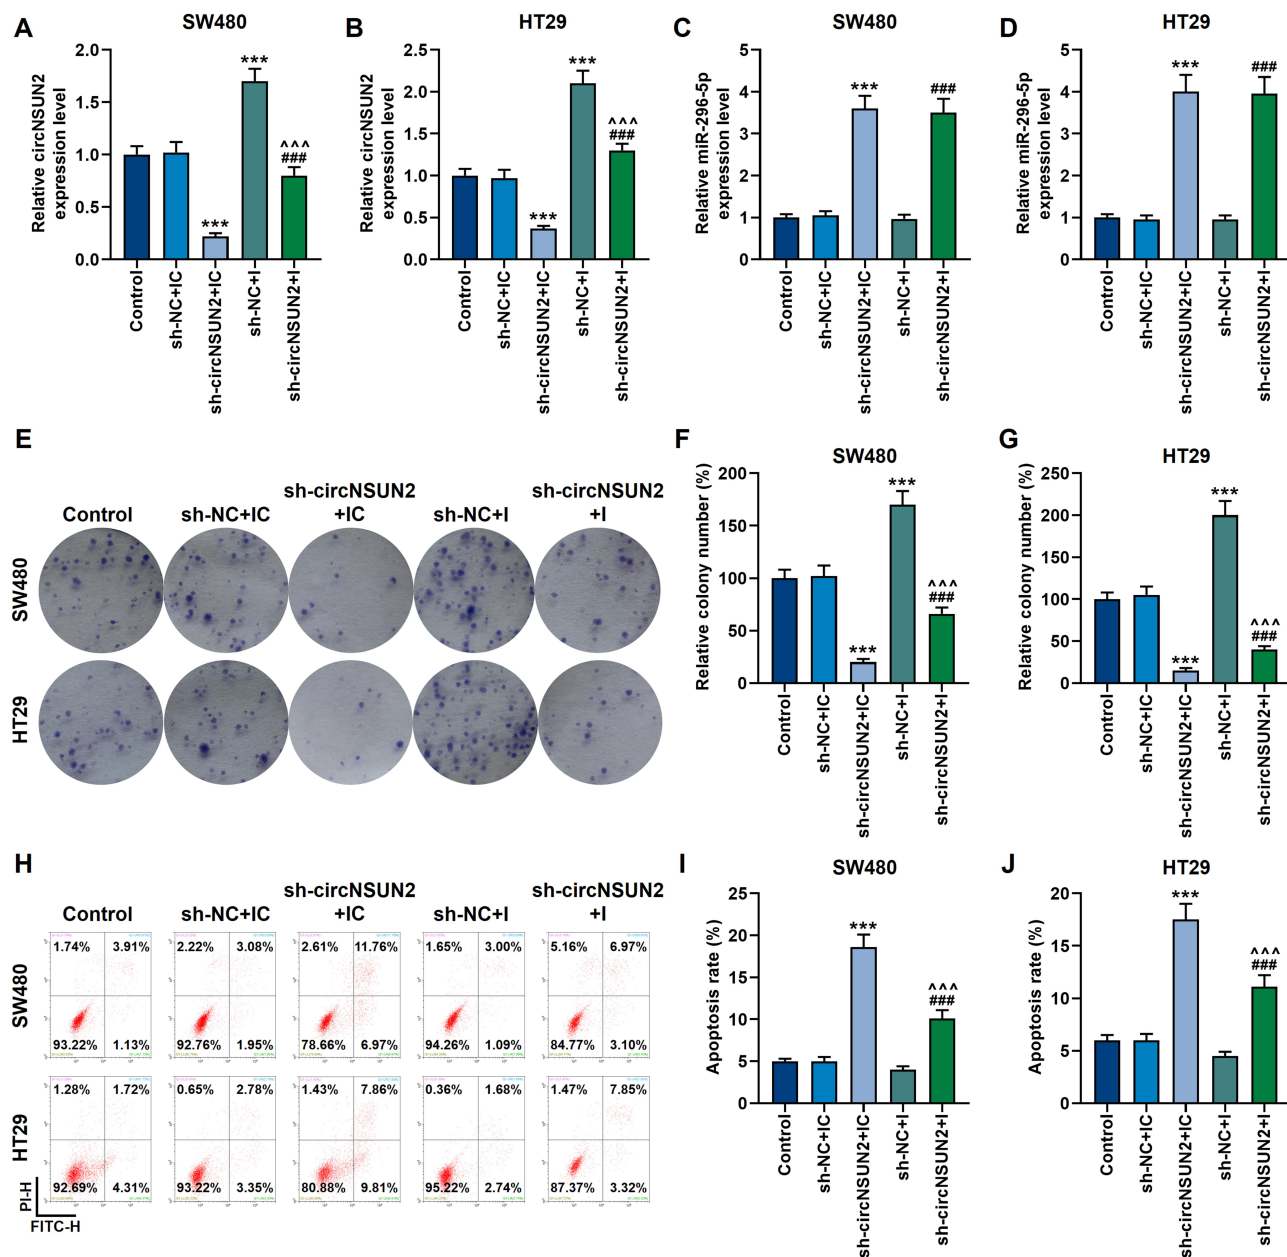 A
SW480
Relative circNSUN2
expression level
2.0
1.5
1.0
0.5
0.0
***
***
^^^
###
Control
sh-NC+IC
sh-circNSUN2+IC
sh-NC+I
sh-circNSUN2+I
B
HT29
Relative circNSUN2
expression level
2.5
2.0
1.5
1.0
0.5
0.0
***
***
^^^
###
Control
sh-NC+IC
sh-circNSUN2+IC
sh-NC+I
sh-circNSUN2+I
C
SW480
Relative miR-296-5p
expression level
5
4
3
2
1
0
***
###
Control
sh-NC+IC
sh-circNSUN2+IC
sh-NC+I
sh-circNSUN2+I
D
HT29
Relative miR-296-5p
expression level
5
4
3
2
1
0
***
###
Control
sh-NC+IC
sh-circNSUN2+IC
sh-NC+I
sh-circNSUN2+I
E
Control
sh-NC+IC
sh-circNSUN2
+IC
sh-NC+I
sh-circNSUN2
+I
SW480
HT29
F
SW480
Relative colony number (%)
200
150
100
50
0
***
***
^^^
###
Control
sh-NC+IC
sh-circNSUN2+IC
sh-NC+I
sh-circNSUN2+I
G
HT29
Relative colony number (%)
250
200
150
100
50
0
***
***
^^^
###
Control
sh-NC+IC
sh-circNSUN2+IC
sh-NC+I
sh-circNSUN2+I
H
Control
sh-NC+IC
sh-circNSUN2
+IC
sh-NC+I
sh-circNSUN2
+I
SW480
1.74% 3.91%
93.22% 1.13%
2.22% 3.08%
92.76% 1.95%
2.61% 11.76%
78.66% 6.97%
1.65% 3.00%
94.26% 1.09%
5.16% 6.97%
84.77% 3.10%
HT29
1.28% 1.72%
92.69% 4.31%
0.65% 2.78%
93.22% 3.35%
1.43% 7.86%
80.88% 9.81%
0.36% 1.68%
95.22% 2.74%
1.47% 7.85%
87.37% 3.32%
PI-H
FITC-H
I
SW480
Apoptosis rate (%)
25
20
15
10
5
0
***
^^^
###
Control
sh-NC+IC
sh-circNSUN2+IC
sh-NC+I
sh-circNSUN2+I
J
HT29
Apoptosis rate (%)
20
15
10
5
0
***
^^^
###
Control
sh-NC+IC
sh-circNSUN2+IC
sh-NC+I
sh-circNSUN2+I